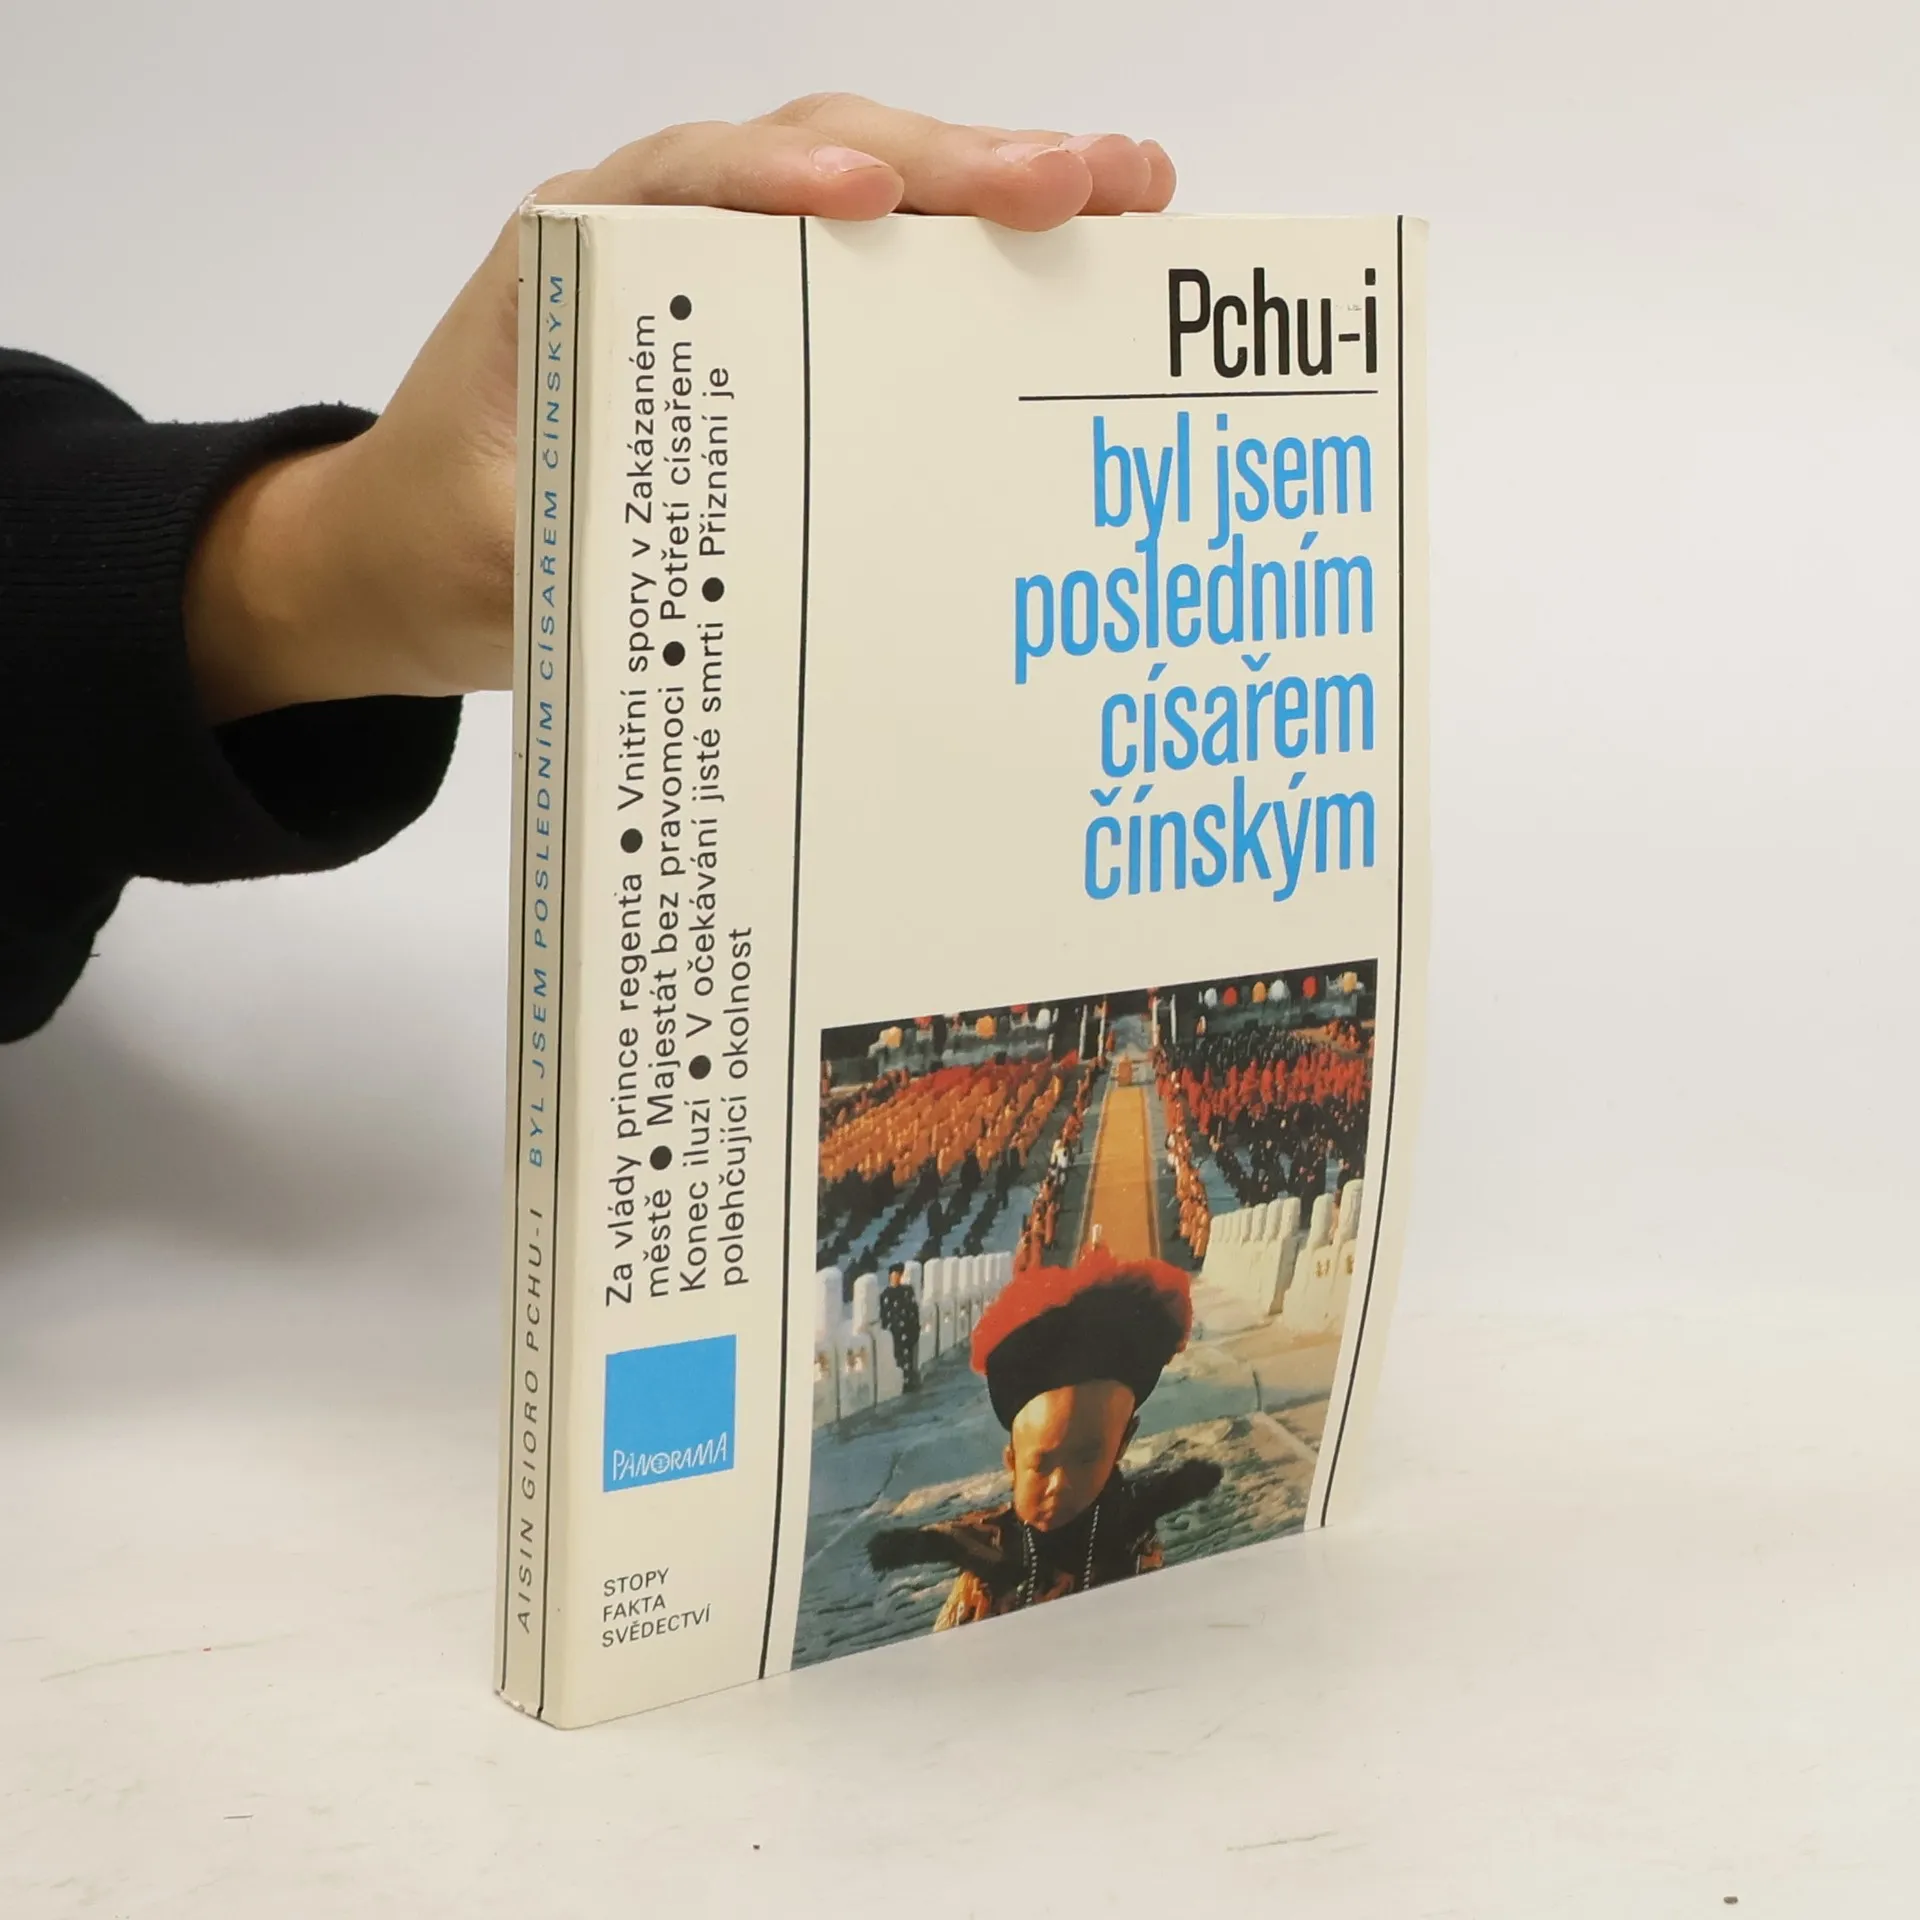 Pchu-i
byl jsem
posledním
císařem
čínským
Za vlády prince regenta ● Vnitřní spory v Zakázaném
městě ● Majestát bez pravomoci ● Potřetí císařem ●
Konec iluzí ● V očekávání jisté smrti ● Přiznání je
polehčující okolnost
PANORAMA
STOPY
FAKTA
SVĚDECTVÍ
AISIN GIORO PCHU-I BYL JSEM POSLEDNÍM CÍSAŘEM ČÍNSKÝM